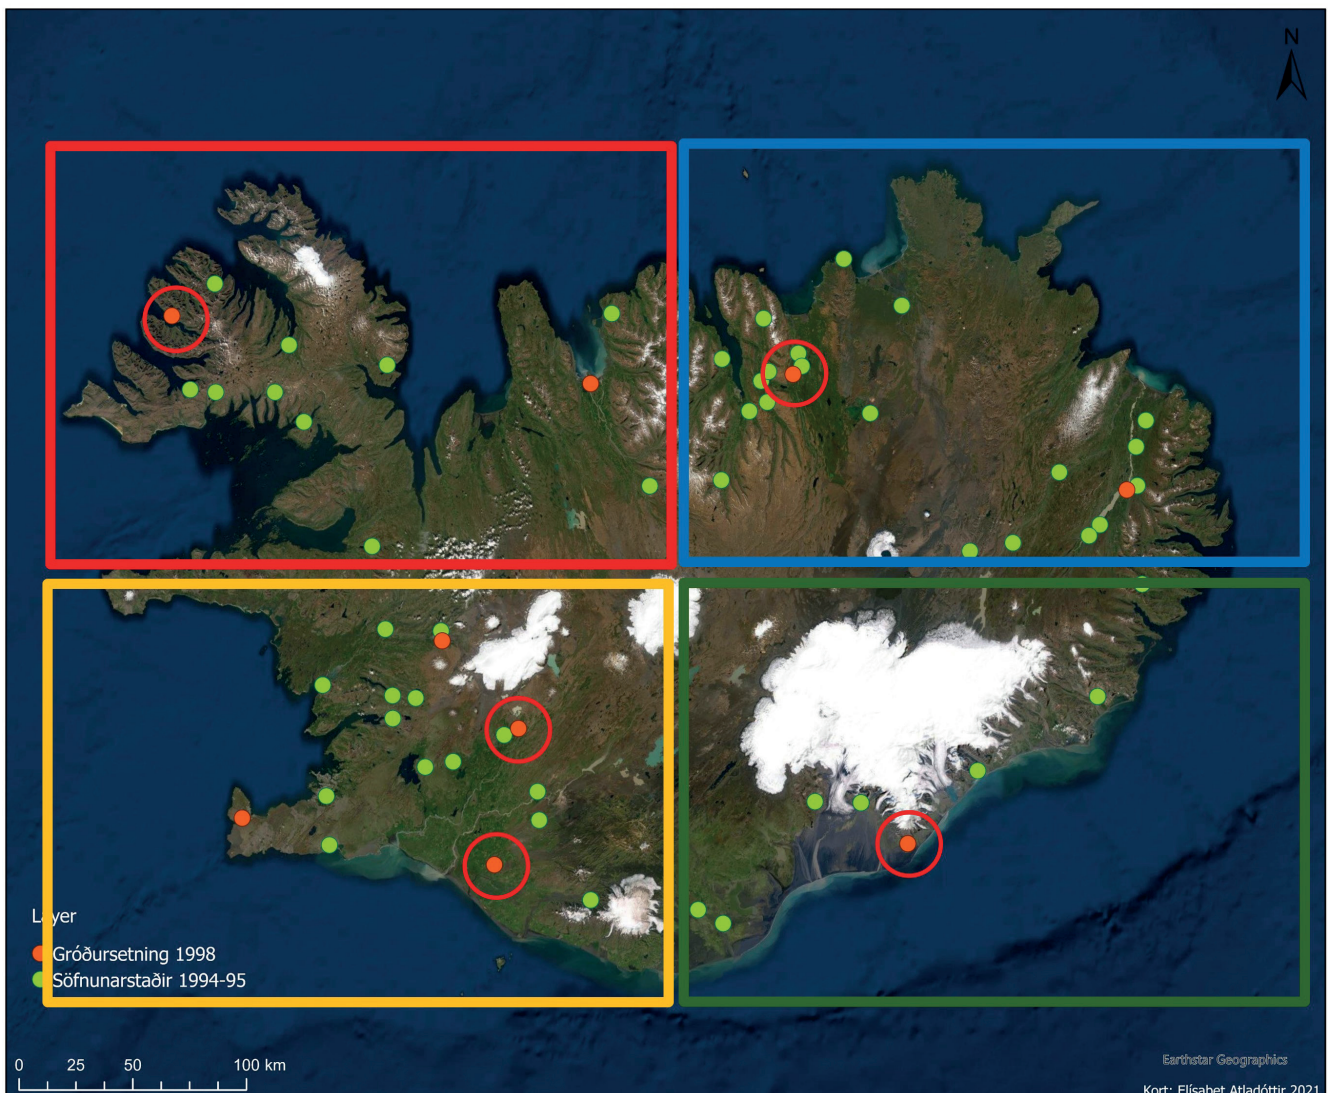 N
Layer
Gróðursetning 1998
Söfnunarstaðir 1994-95
0 25 50 100 km
Earthstar Geographics
Kort: Elísabet Atladóttir 2021